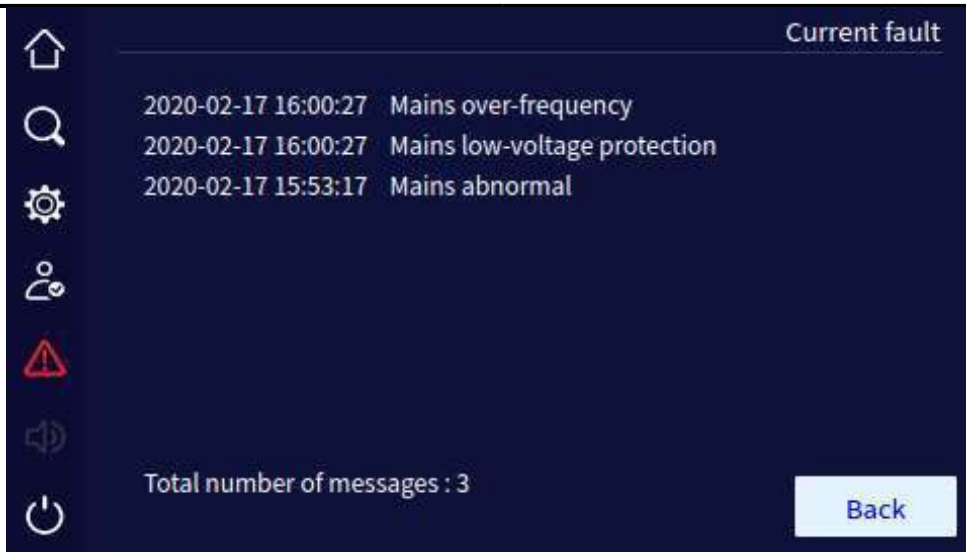 Current fault
2020-02-17 16:00:27 Mains over-frequency
2020-02-17 16:00:27 Mains low-voltage protection
2020-02-17 15:53:17 Mains abnormal
Total number of messages : 3
Back